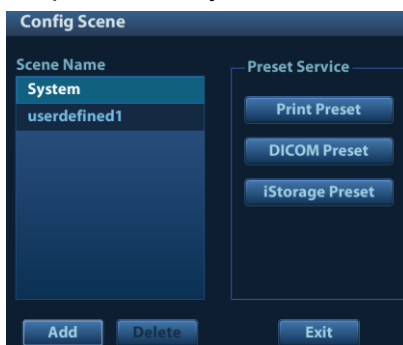 Config Scene
Scene Name
System
userdefined1
Preset Service
Print Preset
DICOM Preset
iStorage Preset
Add
Delete
Exit